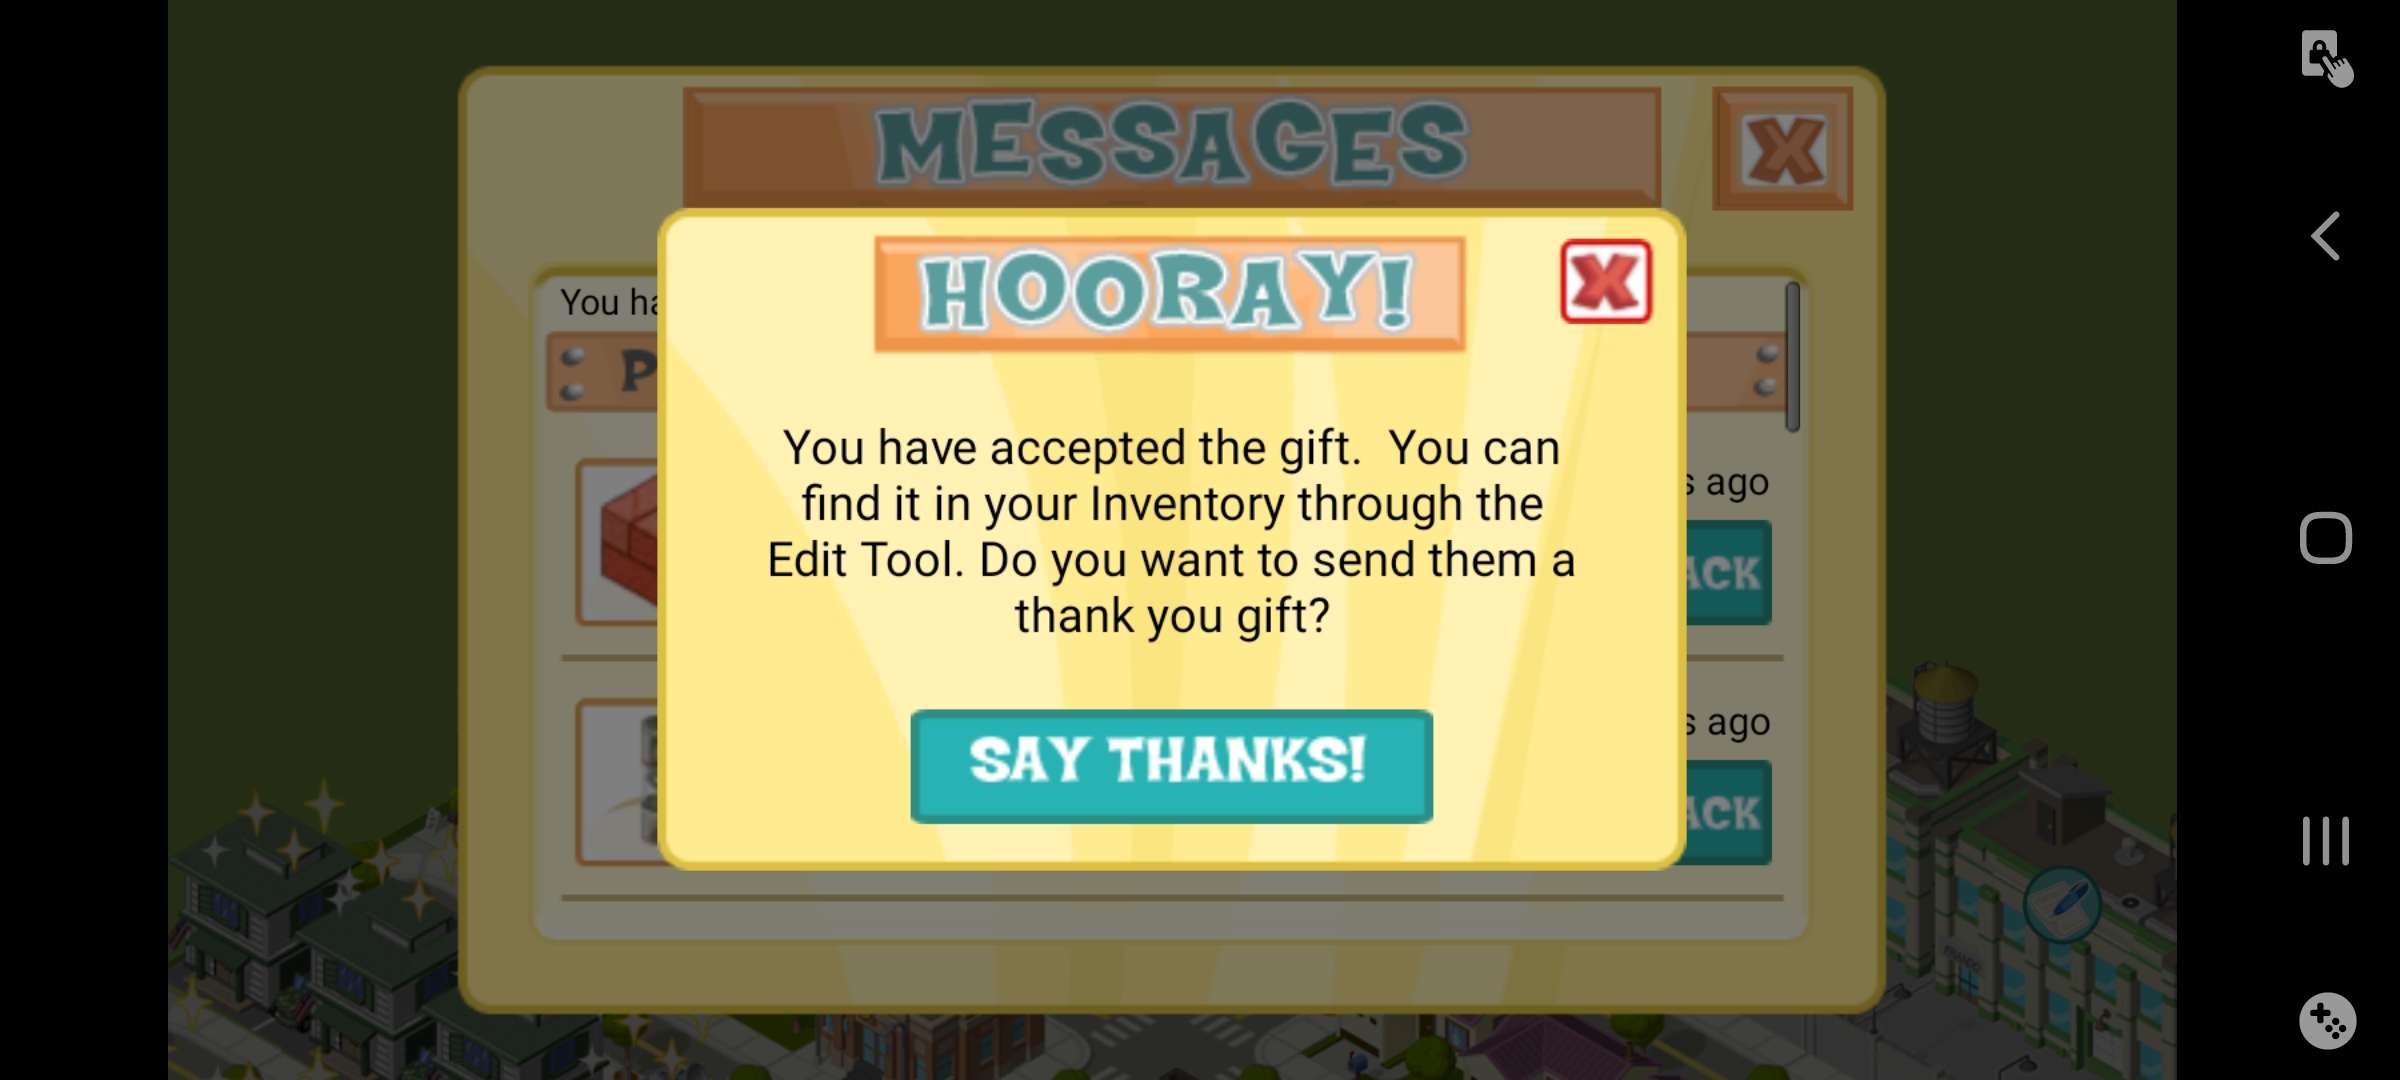 MESSAGES
HOORAY!
You ha
P
You have accepted the gift.  You can
find it in your Inventory through the
Edit Tool. Do you want to send them a
thank you gift?
s ago
ACK
s ago
SAY THANKS!
ACK